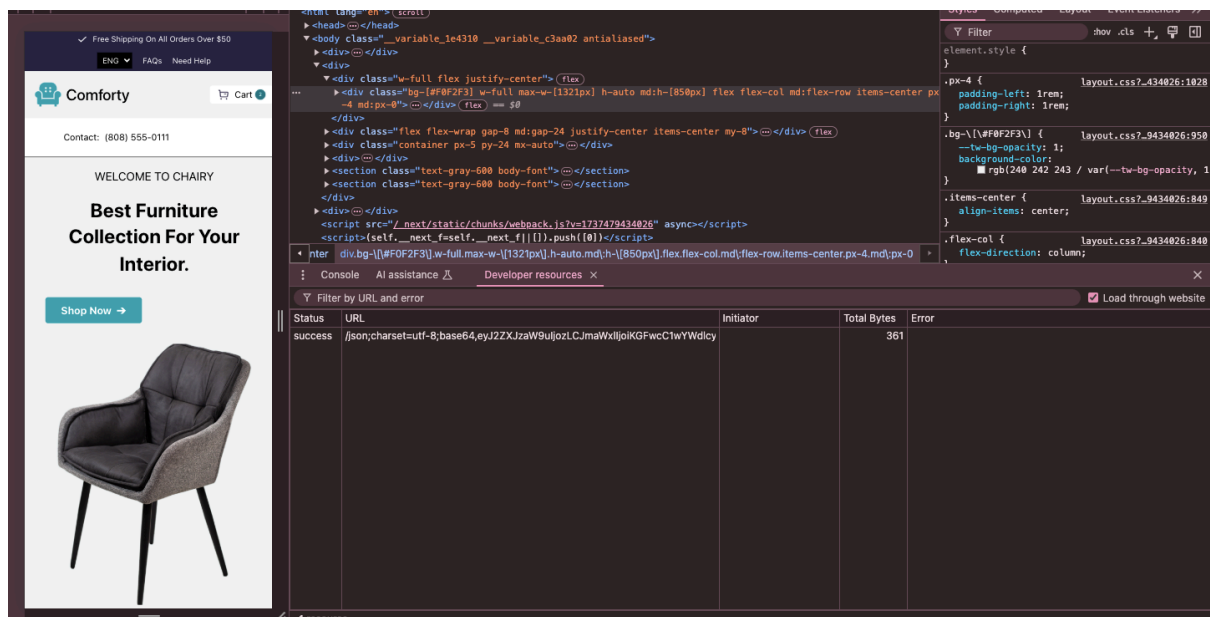 Free Shipping On All Orders Over $50
ENG FAQs Need Help
Comforty
Cart
Contact: (808) 555-0111
WELCOME TO CHAIRY
Best Furniture
Collection For Your
Interior.
Shop Now →
<html lang="en"> scroll
<head> </head>
<body class="__variable_1e4310 __variable_c3aa02 antialiased">
<div> </div>
<div>
<div class="w-full flex justify-center"> flex
<div class="bg-[#F0F2F3] w-full max-w-[1321px] h-auto md:h-[850px] flex flex-col md:flex-row items-center px
-4 md:px-0"> </div> flex == $0
</div>
<div class="flex flex-wrap gap-8 md:gap-24 justify-center items-center my-8"> </div> flex
<div class="container px-5 py-24 mx-auto"> </div>
<div> </div>
<section class="text-gray-600 body-font"> </section>
<section class="text-gray-600 body-font"> </section>
</div>
<div> </div>
<script src="/_next/static/chunks/webpack.js?v=1737479434026" async></script>
<script>(self.__next_f=self.__next_f||[]).push([0])</script>
nter div.bg-\[\#F0F2F3\].w-full.max-w-\[1321px\].h-auto.md\:h-\[850px\].flex.flex-col.md\:flex-row.items-center.px-4.md\:px-0
Styles Computed Layout Event Listeners
Filter :hov .cls
element.style {
}
.px-4 { layout.css?…434026:1028
padding-left: 1rem;
padding-right: 1rem;
}
.bg-\[\#F0F2F3\] { layout.css?…9434026:950
--tw-bg-opacity: 1;
background-color:
rgb(240 242 243 / var(--tw-bg-opacity, 1
}
.items-center { layout.css?…9434026:849
align-items: center;
}
.flex-col { layout.css?…9434026:840
flex-direction: column;
Console AI assistance Developer resources ×
Filter by URL and error Load through website
Status URL Initiator Total Bytes Error
success /json;charset=utf-8;base64,eyJ2ZXJzaW9uIjozLCJmaWxlIjoiKGFwcC1wYWdlcy 361